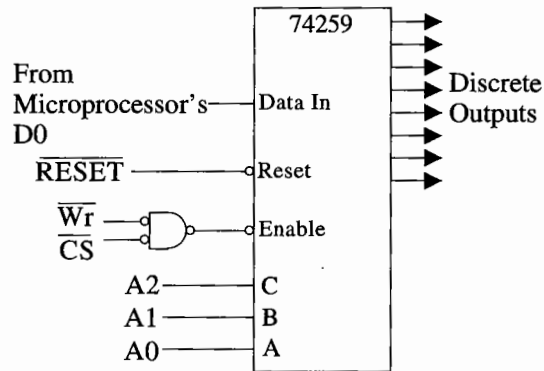 74259
From
Microprocessor's
D0
Data In
Discrete
Outputs
RESET
Reset
Wr
CS
Enable
A2
C
A1
B
A0
A